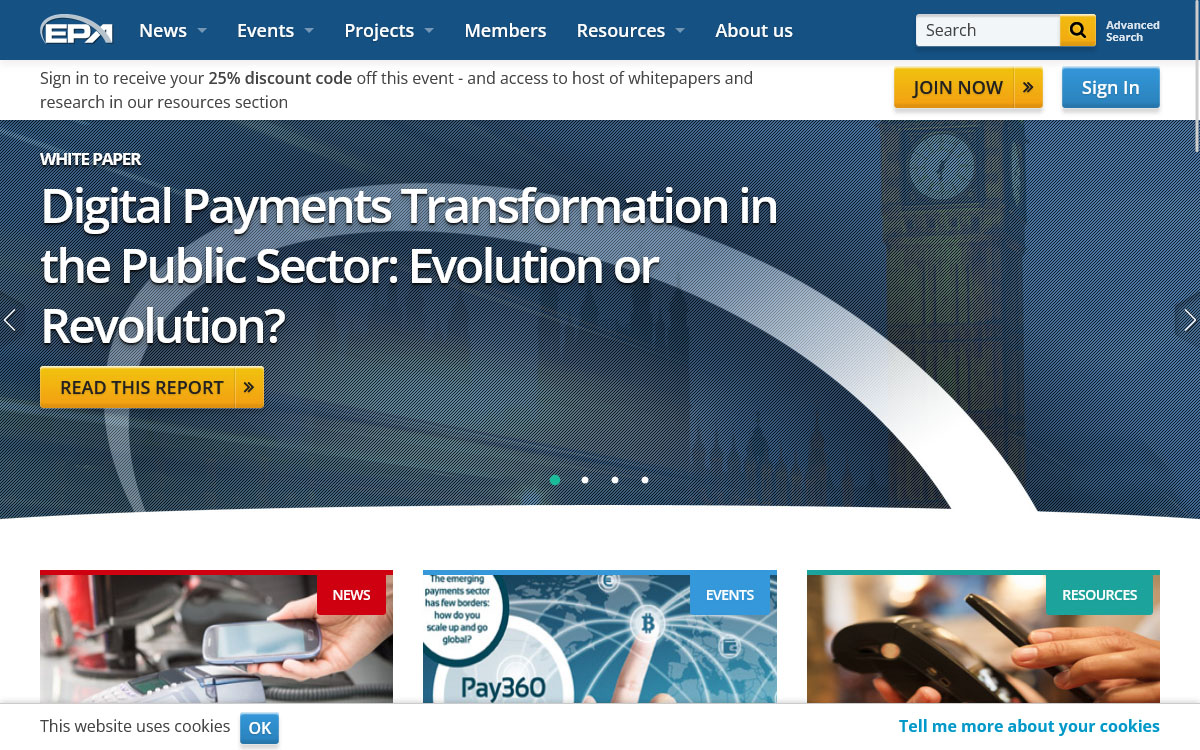 EPA
News
Events
Projects
Members
Resources
About us
Search
Advanced
Search
Sign in to receive your 25% discount code off this event - and access to host of whitepapers and
research in our resources section
JOIN NOW »
Sign In
WHITE PAPER
Digital Payments Transformation in
the Public Sector: Evolution or
Revolution?
READ THIS REPORT »
NEWS
The emerging
payments sector
has few borders:
how do you
scale up and go
global?
Pay360
EVENTS
RESOURCES
This website uses cookies
OK
Tell me more about your cookies